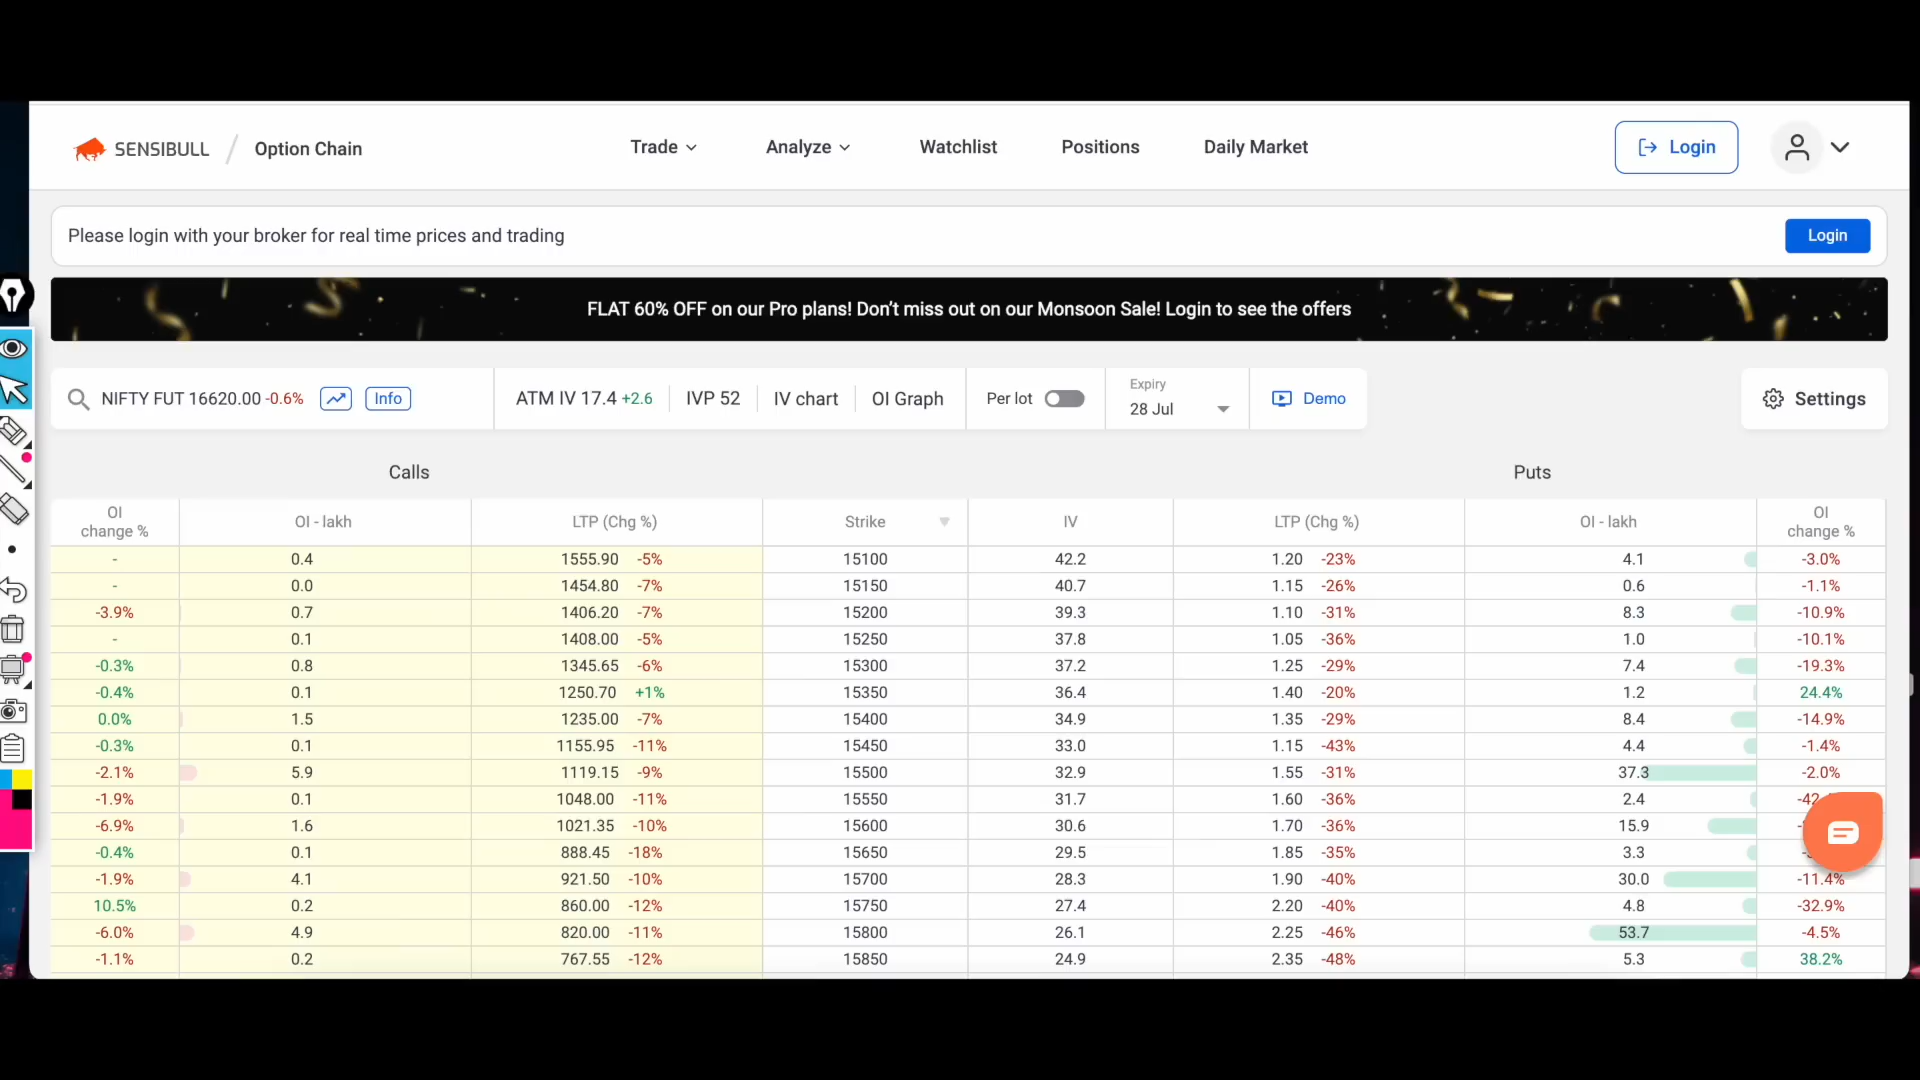 SENSIBULL / Option Chain Trade Analyze Watchlist Positions Daily Market Login
Please login with your broker for real time prices and trading Login
FLAT 60% OFF on our Pro plans! Don’t miss out on our Monsoon Sale! Login to see the offers
NIFTY FUT 16620.00 -0.6% Info ATM IV 17.4 +2.6 IVP 52 IV chart OI Graph Per lot Expiry 28 Jul Demo Settings
Calls Puts
OI change % OI - lakh LTP (Chg %) Strike IV LTP (Chg %) OI - lakh OI change %
- 0.4 1555.90 -5% 15100 42.2 1.20 -23% 4.1 -3.0%
- 0.0 1454.80 -7% 15150 40.7 1.15 -26% 0.6 -1.1%
-3.9% 0.7 1406.20 -7% 15200 39.3 1.10 -31% 8.3 -10.9%
- 0.1 1408.00 -5% 15250 37.8 1.05 -36% 1.0 -10.1%
-0.3% 0.8 1345.65 -6% 15300 37.2 1.25 -29% 7.4 -19.3%
-0.4% 0.1 1250.70 +1% 15350 36.4 1.40 -20% 1.2 24.4%
0.0% 1.5 1235.00 -7% 15400 34.9 1.35 -29% 8.4 -14.9%
-0.3% 0.1 1155.95 -11% 15450 33.0 1.15 -43% 4.4 -1.4%
-2.1% 5.9 1119.15 -9% 15500 32.9 1.55 -31% 37.3 -2.0%
-1.9% 0.1 1048.00 -11% 15550 31.7 1.60 -36% 2.4
-6.9% 1.6 1021.35 -10% 15600 30.6 1.70 -36% 15.9
-0.4% 0.1 888.45 -18% 15650 29.5 1.85 -35% 3.3
-1.9% 4.1 921.50 -10% 15700 28.3 1.90 -40% 30.0 -11.4%
10.5% 0.2 860.00 -12% 15750 27.4 2.20 -40% 4.8 -32.9%
-6.0% 4.9 820.00 -11% 15800 26.1 2.25 -46% 53.7 -4.5%
-1.1% 0.2 767.55 -12% 15850 24.9 2.35 -48% 5.3 38.2%